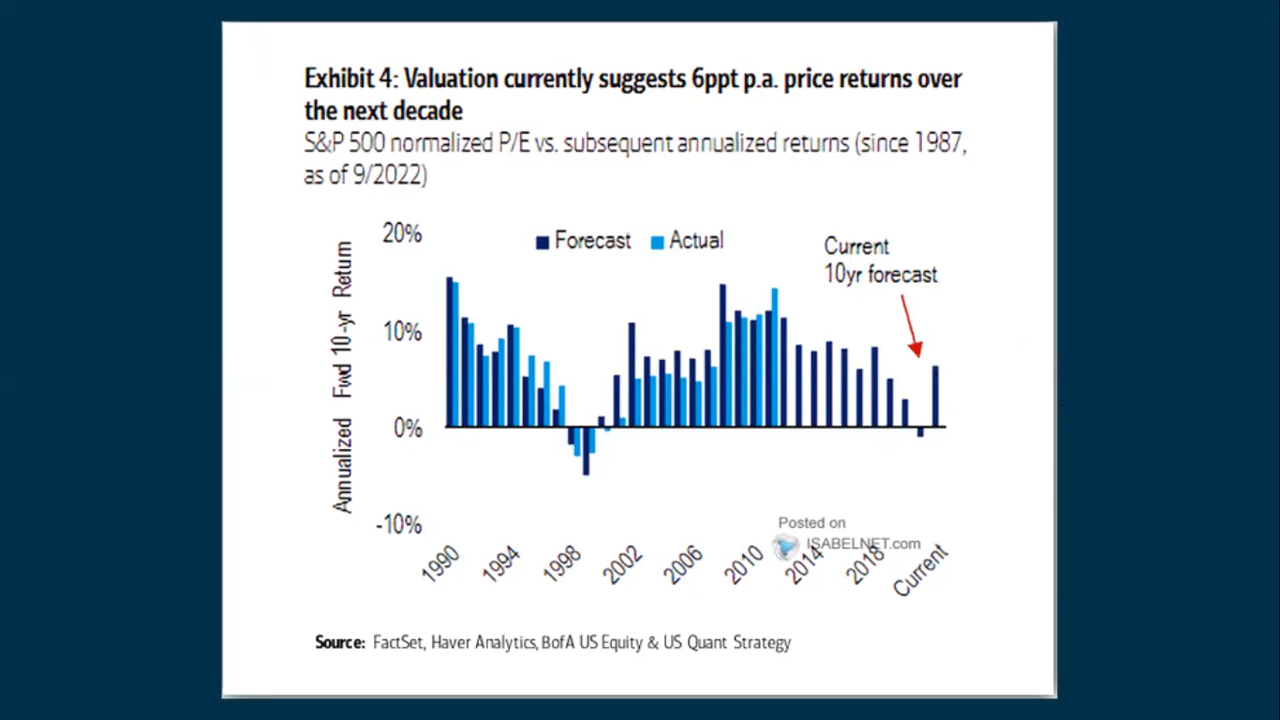 Exhibit 4: Valuation currently suggests 6ppt p.a. price returns over
the next decade
S&P 500 normalized P/E vs. subsequent annualized returns (since 1987,
as of 9/2022)
Annualized Fwd 10-yr Return
20%
10%
0%
-10%
Forecast
Actual
Current
10yr forecast
Posted on
ISABELNET.com
1990
1994
1998
2002
2006
2010
2014
2018
Current
Source: FactSet, Haver Analytics, BofA US Equity & US Quant Strategy